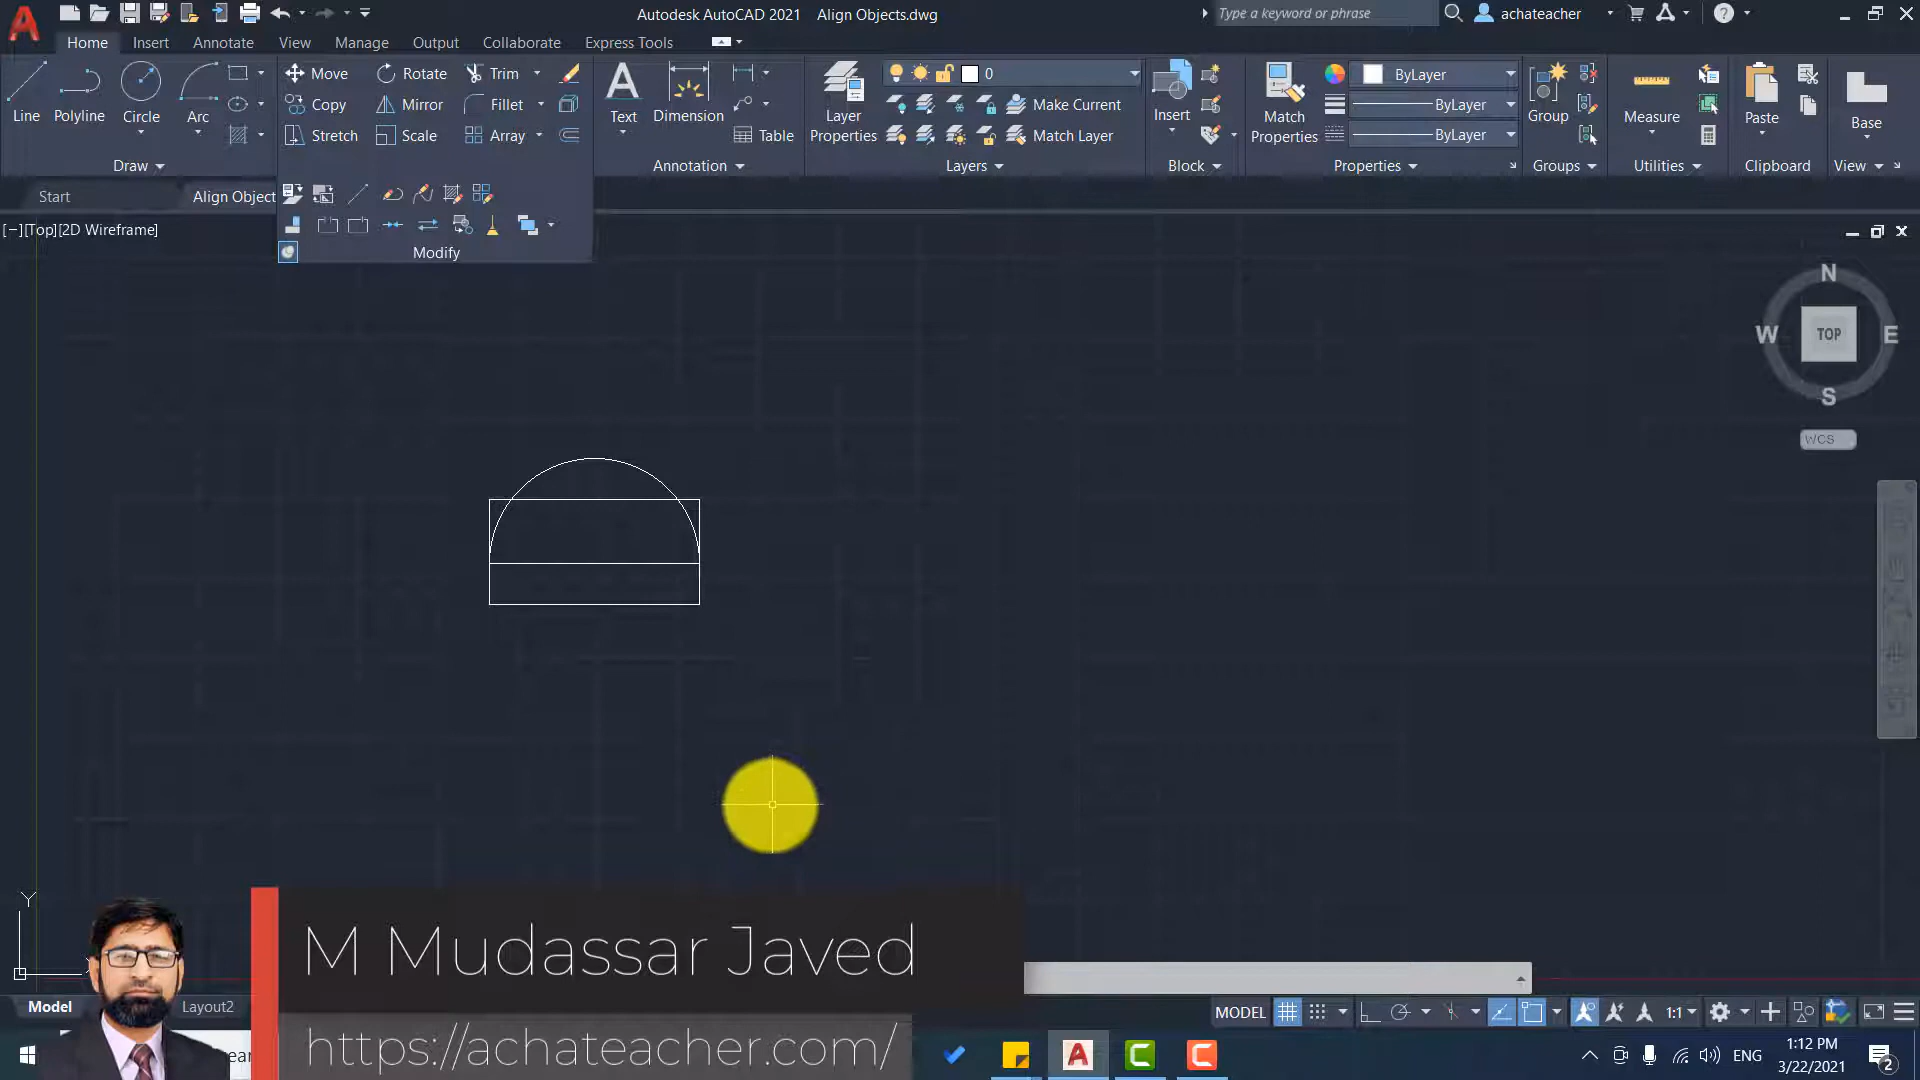 Autodesk AutoCAD 2021 Align Objects.dwg
Type a keyword or phrase
achateacher
Home Insert Annotate View Manage Output Collaborate Express Tools
Line Polyline Circle Arc
Draw
Move Rotate Trim
Copy Mirror Fillet
Stretch Scale Array
Modify
Text Dimension Table
Annotation
Layer Properties
0
Make Current
Match Layer
Layers
Insert
Block
Match Properties
ByLayer
ByLayer
ByLayer
Properties
Group
Groups
Measure
Utilities
Paste
Clipboard
Base
View
Start Align Object
[−][Top][2D Wireframe]
N
W TOP E
S
WCS
Y
M Mudassar Javed
https://achateacher.com/
Model Layout2
MODEL 1:1
ear
ENG
1:12 PM
3/22/2021
2